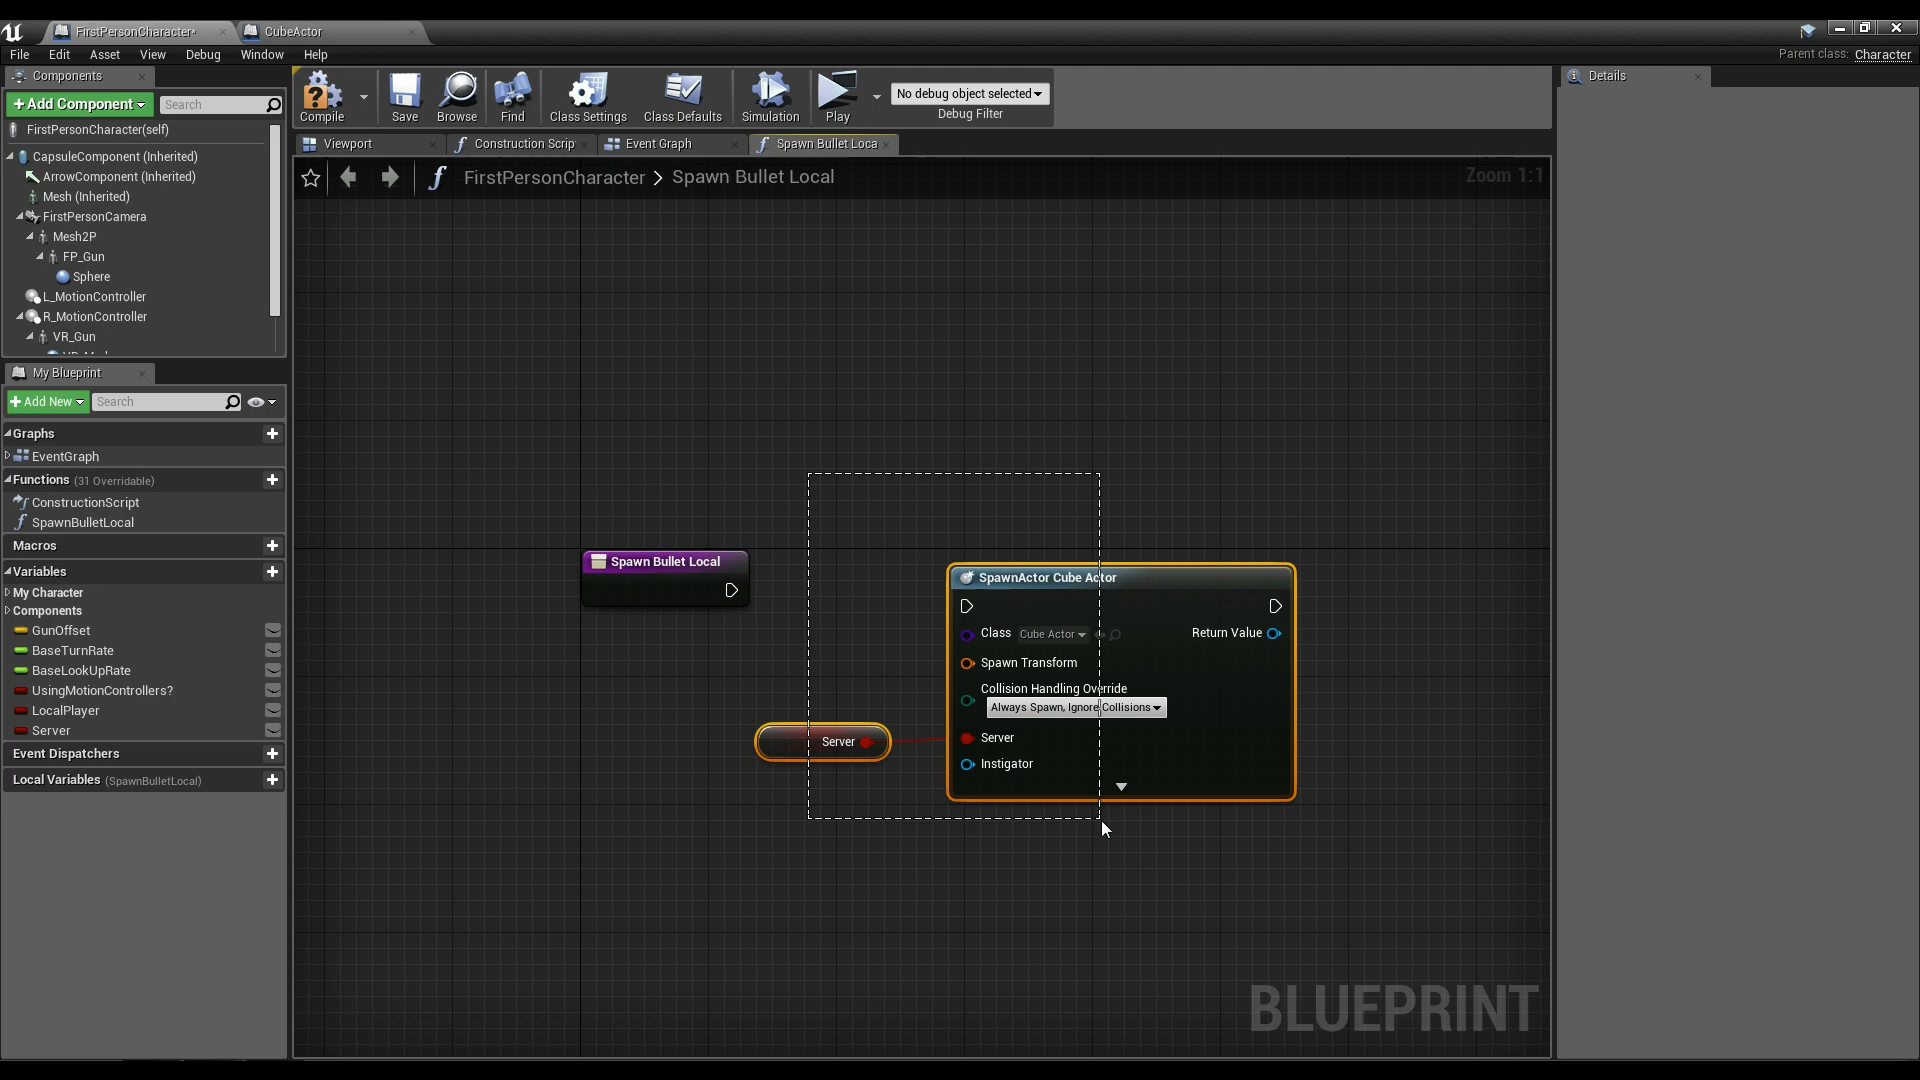 FirstPersonCharacter*
CubeActor
File Edit Asset View Debug Window Help
Parent class: Character
Components
+Add Component
Search
FirstPersonCharacter(self)
CapsuleComponent (Inherited)
ArrowComponent (Inherited)
Mesh (Inherited)
FirstPersonCamera
Mesh2P
FP_Gun
Sphere
L_MotionController
R_MotionController
VR_Gun
My Blueprint
+Add New
Search
Graphs
EventGraph
Functions (31 Overridable)
ConstructionScript
SpawnBulletLocal
Macros
Variables
My Character
Components
GunOffset
BaseTurnRate
BaseLookUpRate
UsingMotionControllers?
LocalPlayer
Server
Event Dispatchers
Local Variables (SpawnBulletLocal)
Compile
Save
Browse
Find
Class Settings
Class Defaults
Simulation
Play
No debug object selected
Debug Filter
Viewport
Construction Scrip
Event Graph
Spawn Bullet Loca
FirstPersonCharacter > Spawn Bullet Local
Zoom 1:1
Spawn Bullet Local
Server
SpawnActor Cube Actor
Class Cube Actor
Return Value
Spawn Transform
Collision Handling Override
Always Spawn, Ignore Collisions
Server
Instigator
BLUEPRINT
Details